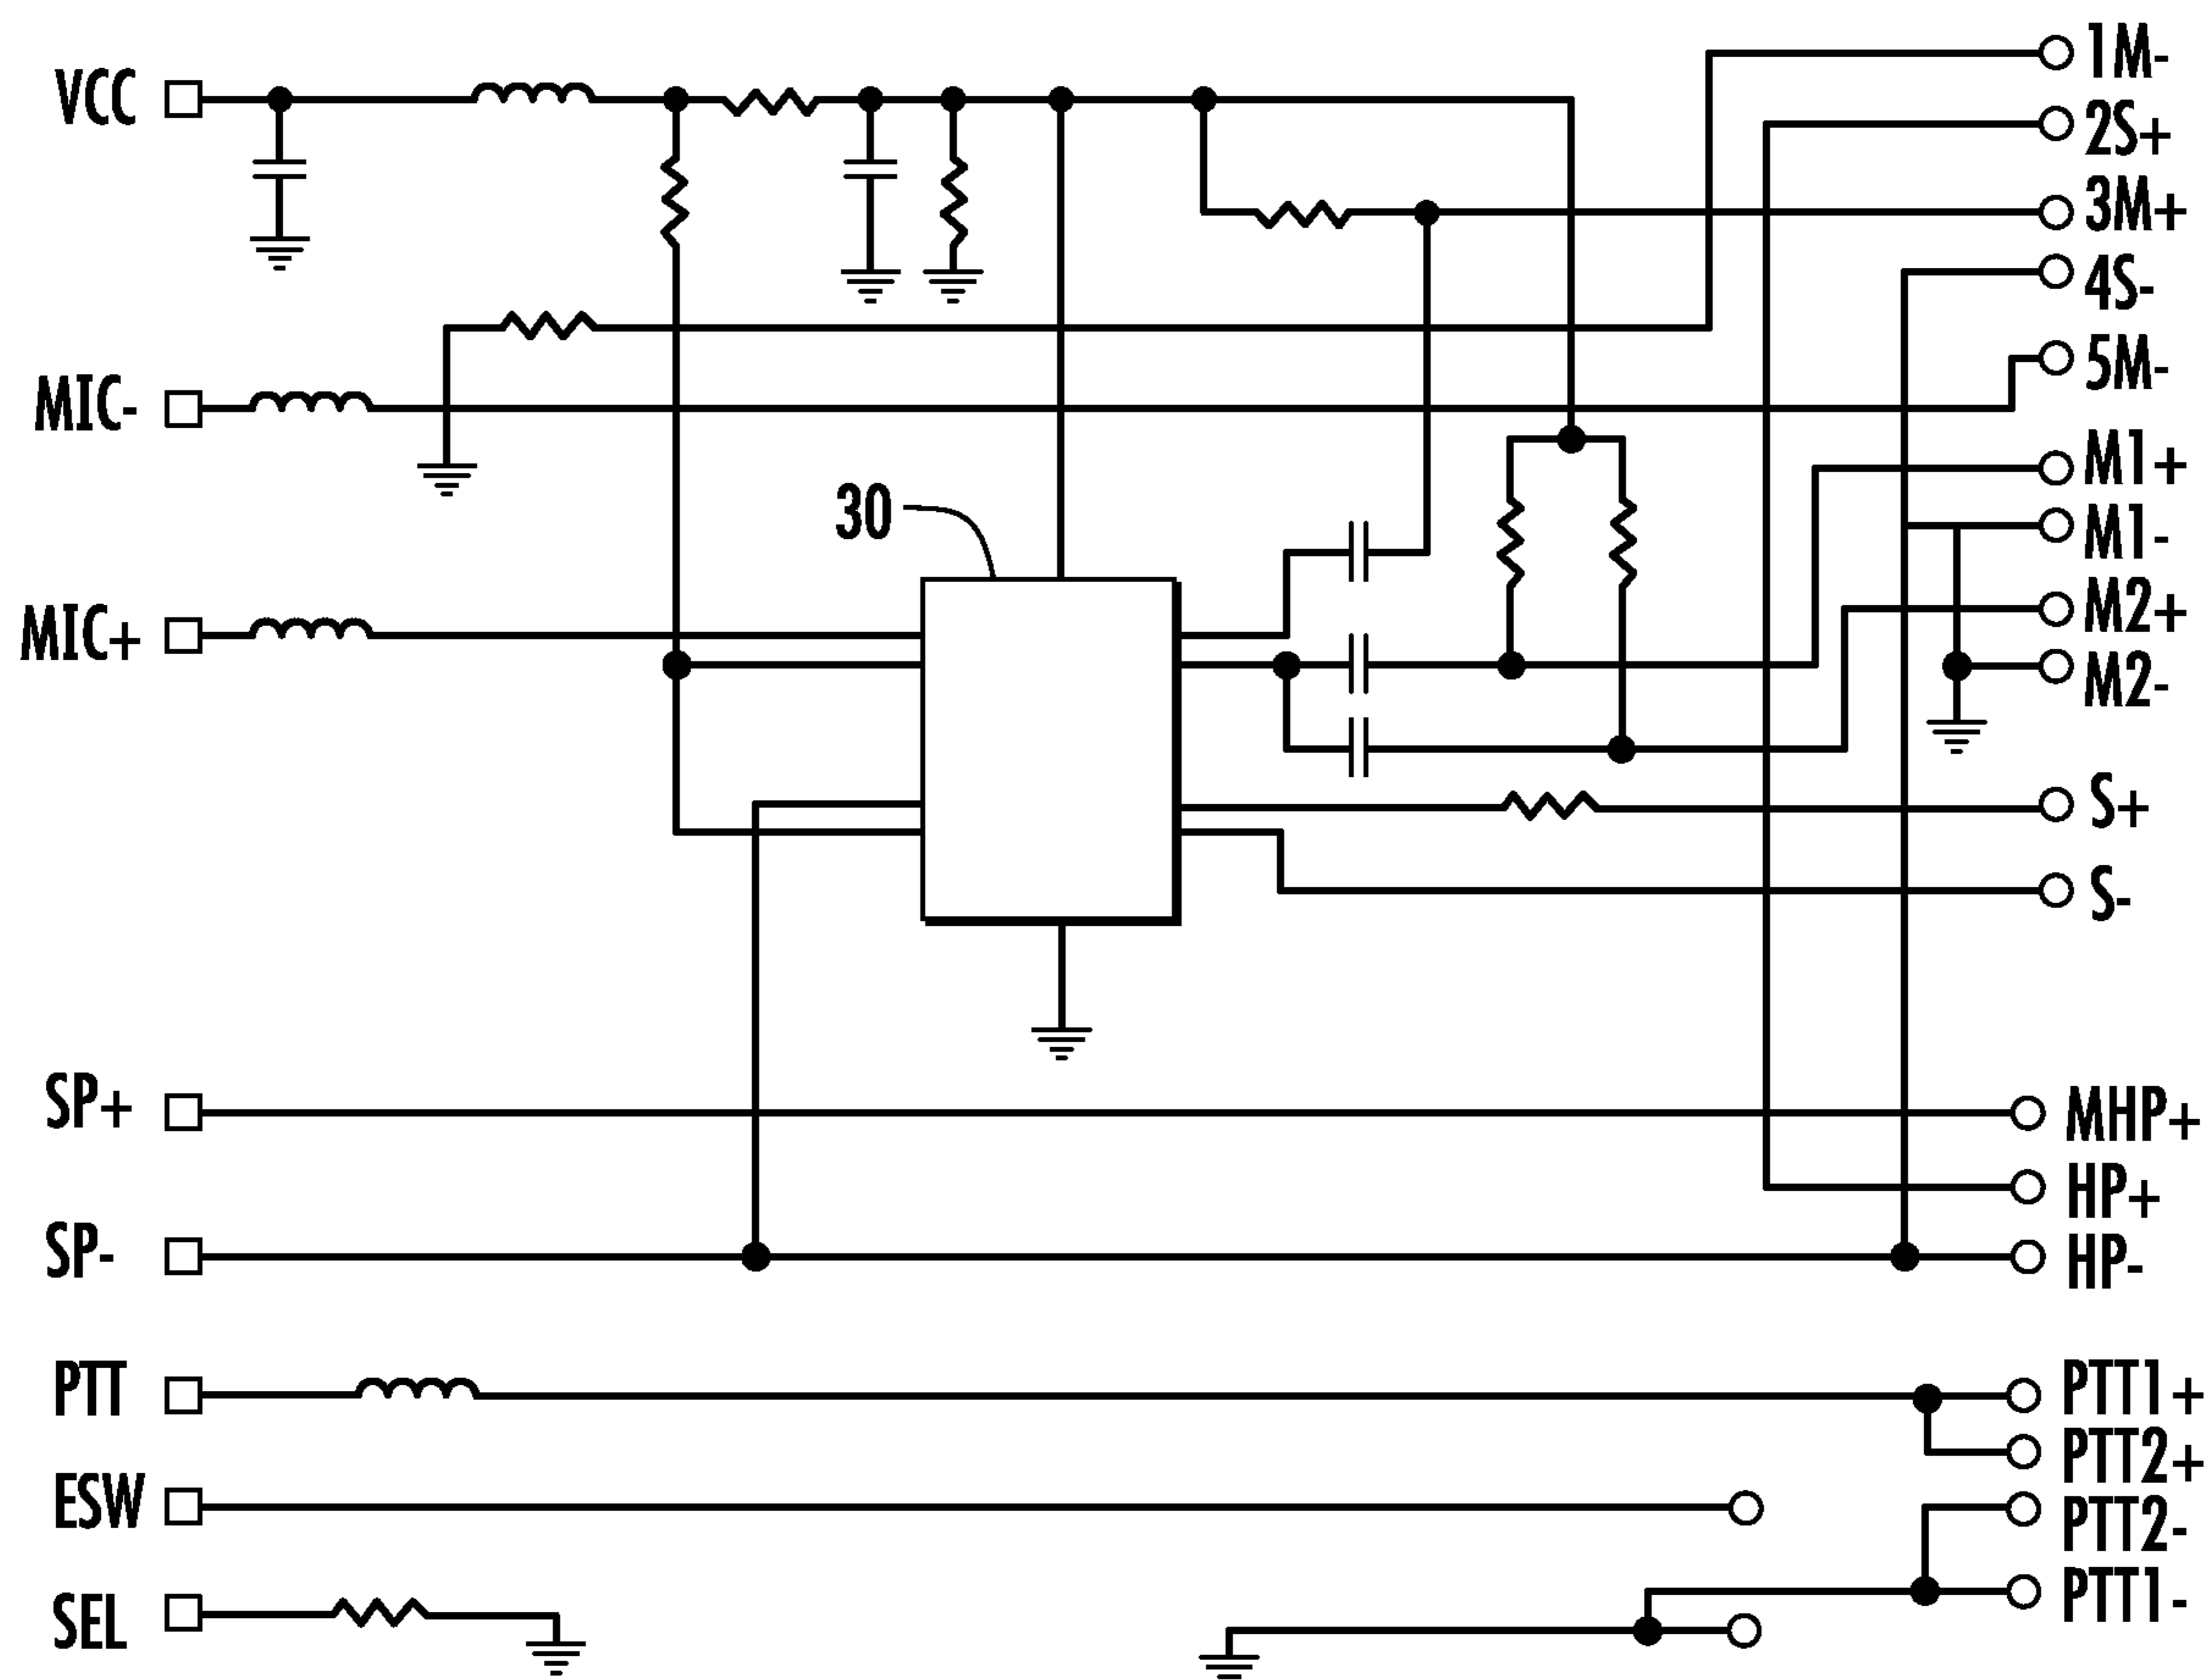 VCC
MIC-
MIC+
30
SP+
SP-
PTT
ESW
SEL
1M-
2S+
3M+
4S-
5M-
M1+
M1-
M2+
M2-
S+
S-
MHP+
HP+
HP-
PTT1+
PTT2+
PTT2-
PTT1-